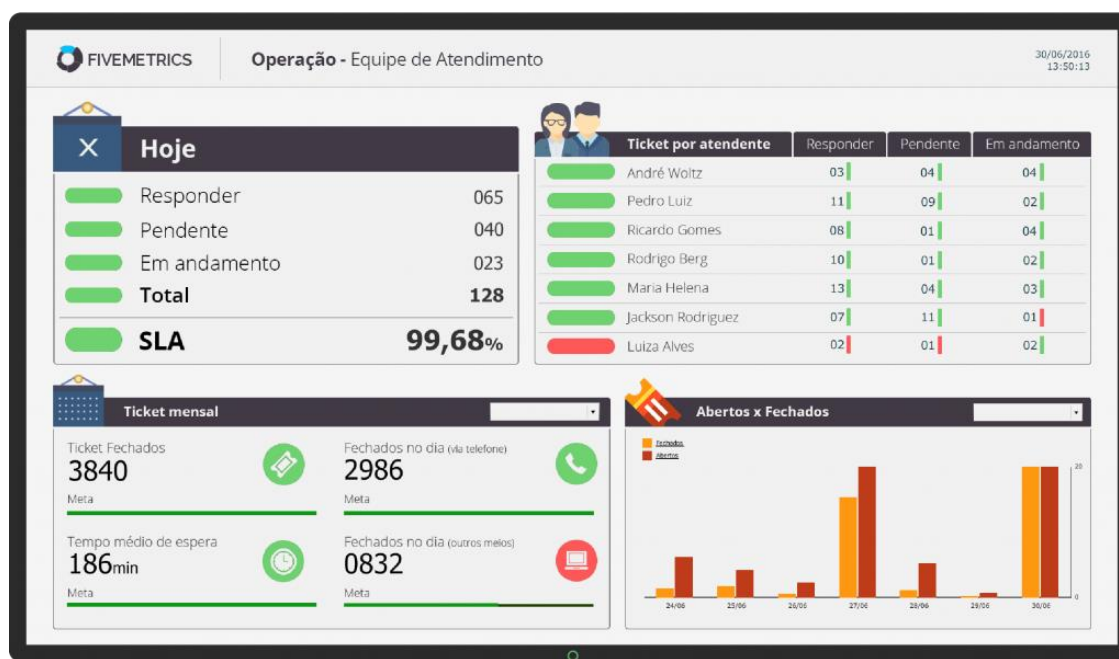 FIVEMETRICS
Operação - Equipe de Atendimento
30/06/2016
13:50:13
X Hoje
Responder 065
Pendente 040
Em andamento 023
Total 128
SLA 99,68%
Ticket por atendente Responder Pendente Em andamento
André Woltz 03 04 04
Pedro Luiz 11 09 02
Ricardo Gomes 08 01 04
Rodrigo Berg 10 01 02
Maria Helena 13 04 03
Jackson Rodriguez 07 11 01
Luiza Alves 02 01 02
Ticket mensal
Ticket Fechados
3840
Meta
Fechados no dia (via telefone)
2986
Meta
Tempo médio de espera
186min
Meta
Fechados no dia (outros meios)
0832
Meta
Abertos x Fechados
Fechados
Abertos
20
0
24/06 25/06 26/06 27/06 28/06 29/06 30/06